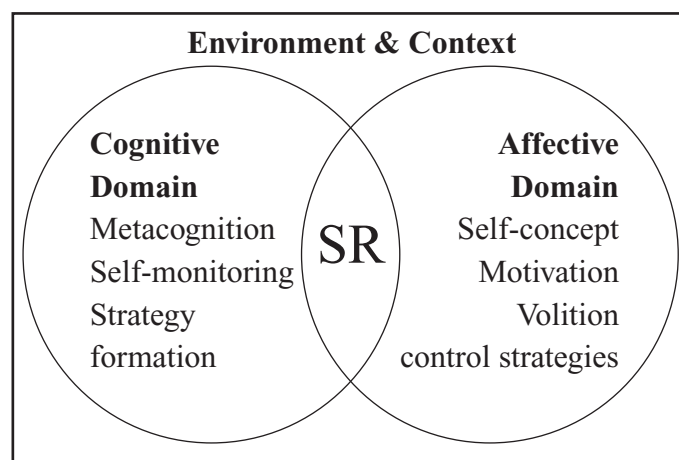 Environment & Context
Cognitive
Domain
Metacognition
Self-monitoring
Strategy
formation
SR
Affective
Domain
Self-concept
Motivation
Volition
control strategies